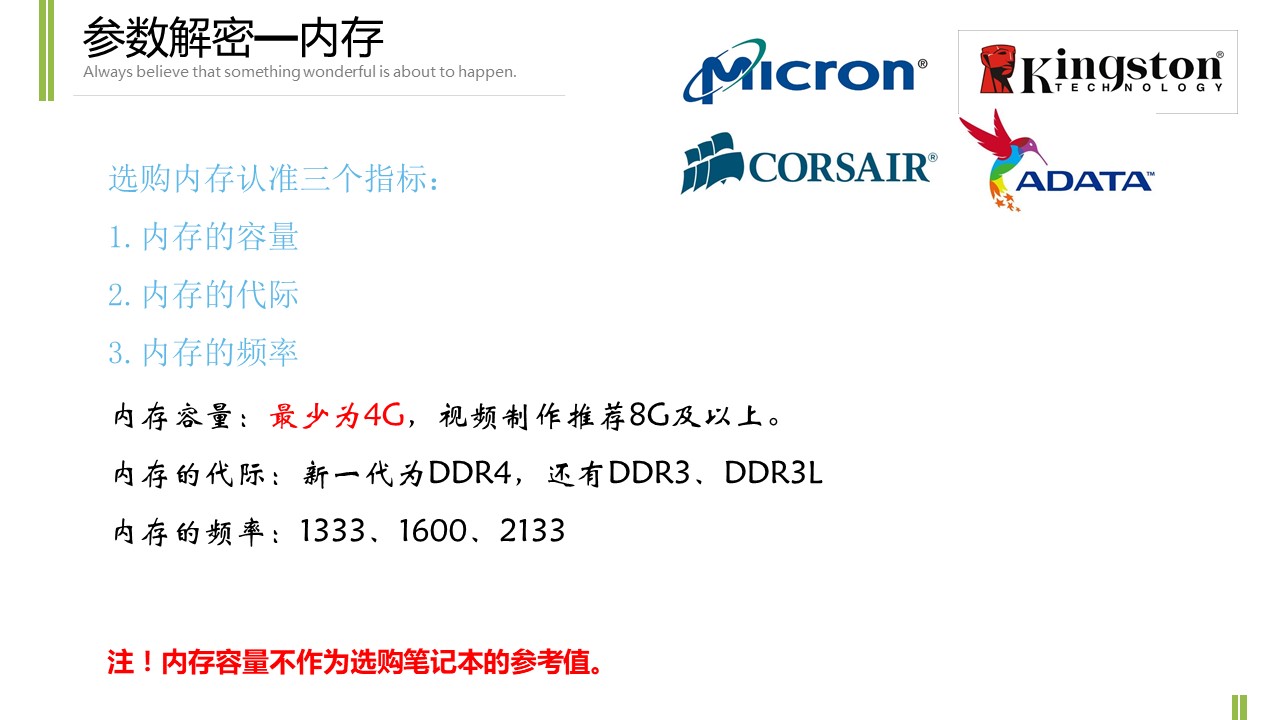 参数解密—内存
Always believe that something wonderful is about to happen.
Micron®
Kingston®
TECHNOLOGY
CORSAIR®
ADATA™
选购内存认准三个指标：
1.内存的容量
2.内存的代际
3.内存的频率
内存容量：最少为4G，视频制作推荐8G及以上。
内存的代际：新一代为DDR4，还有DDR3、DDR3L
内存的频率：1333、1600、2133
注！内存容量不作为选购笔记本的参考值。